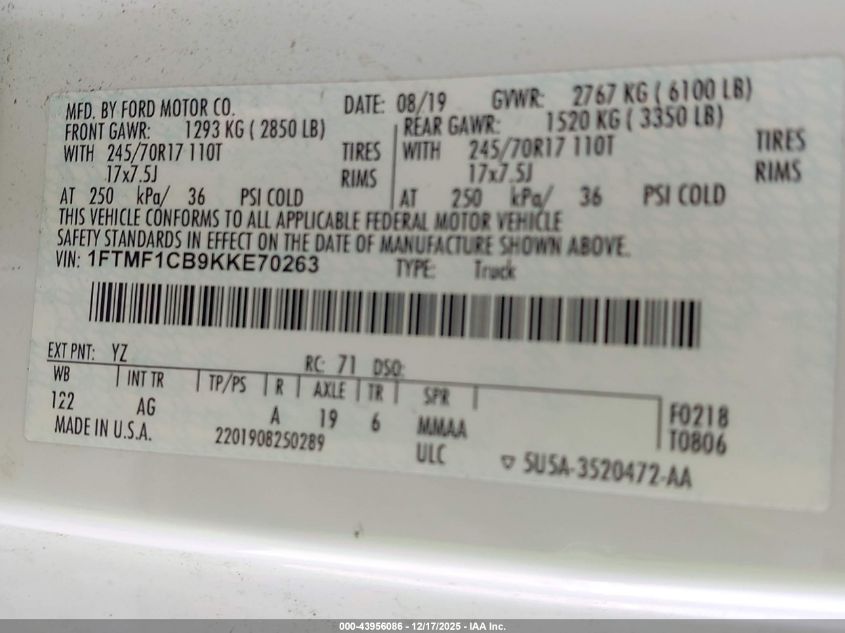 MFD. BY FORD MOTOR CO. DATE: 08/19 GVWR: 2767 KG ( 6100 LB)
FRONT GAWR: 1293 KG ( 2850 LB) REAR GAWR: 1520 KG ( 3350 LB)
WITH 245/70R17 110T TIRES WITH 245/70R17 110T TIRES
17x7.5J RIMS 17x7.5J RIMS
AT 250 kPa/ 36 PSI COLD AT 250 kPa/ 36 PSI COLD
THIS VEHICLE CONFORMS TO ALL APPLICABLE FEDERAL MOTOR VEHICLE
SAFETY STANDARDS IN EFFECT ON THE DATE OF MANUFACTURE SHOWN ABOVE.
VIN: 1FTMF1CB9KKE70263 TYPE: Truck
EXT PNT: YZ RC: 71 DSO:
WB INT TR TP/PS R AXLE TR SPR
122 AG A 19 6 MMAA F0218
MADE IN U.S.A. 2201908250289 ULC T0806
5U5A-3520472-AA
000-43956086 - 12/17/2025 - IAA Inc.